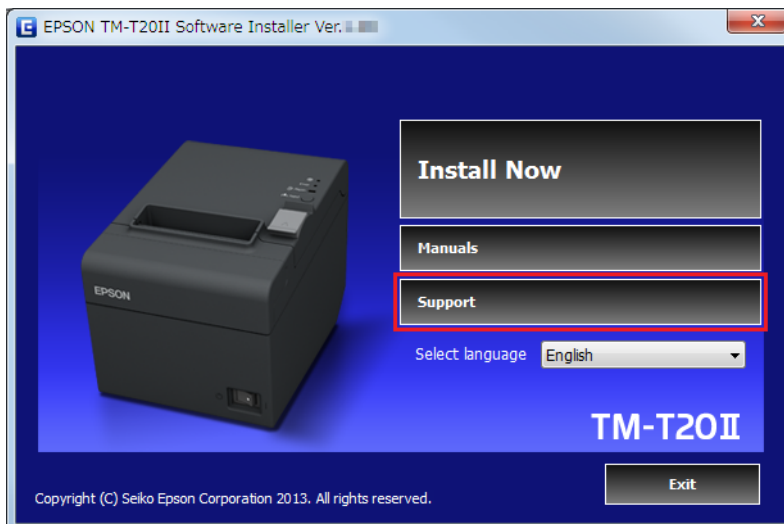 EPSON TM-T20II Software Installer Ver.
Install Now
Manuals
Support
Select language English
EPSON
TM-T20II
Exit
Copyright (C) Seiko Epson Corporation 2013. All rights reserved.